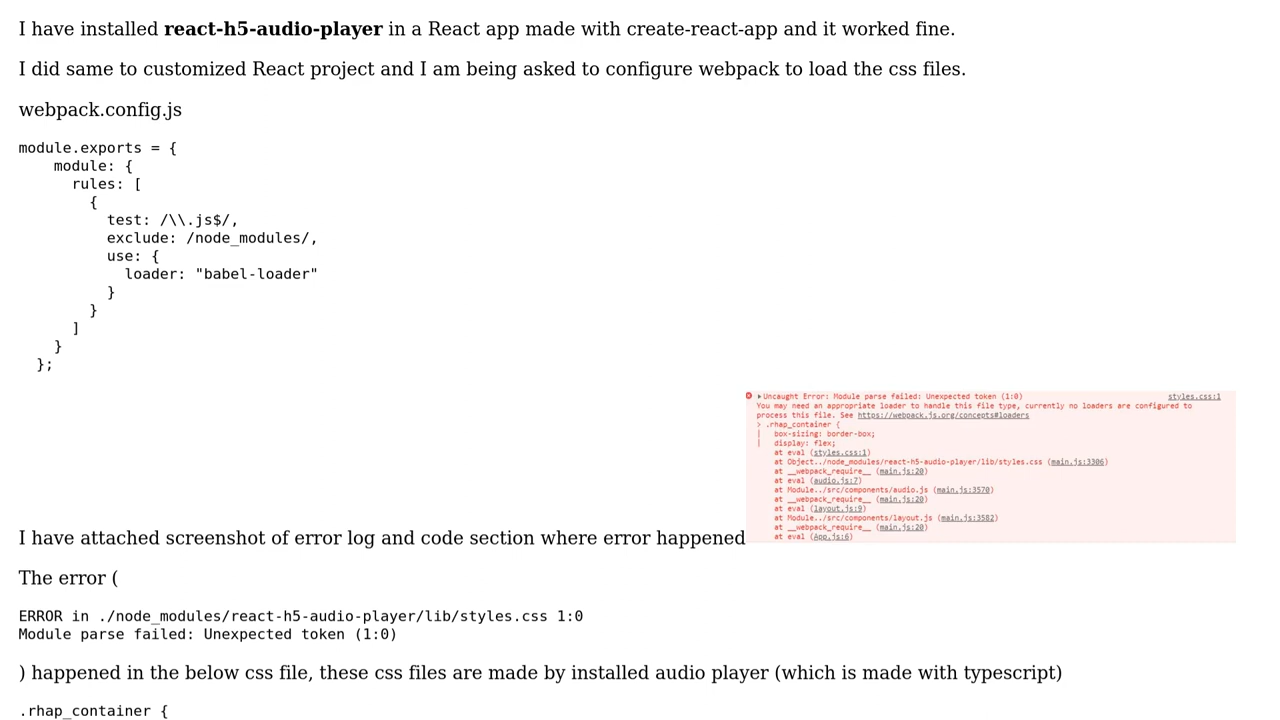 I have installed react-h5-audio-player in a React app made with create-react-app and it worked fine.
I did same to customized React project and I am being asked to configure webpack to load the css files.
webpack.config.js
module.exports = {
    module: {
      rules: [
        {
          test: /\\.js$/,
          exclude: /node_modules/,
          use: {
            loader: "babel-loader"
          }
        }
      ]
    }
  };
Uncaught Error: Module parse failed: Unexpected token (1:0) styles.css:1
You may need an appropriate loader to handle this file type, currently no loaders are configured to
process this file. See https://webpack.js.org/concepts#loaders
> .rhap_container {
|   box-sizing: border-box;
|   display: flex;
    at eval (styles.css:1)
    at Object../node_modules/react-h5-audio-player/lib/styles.css (main.js:3306)
    at __webpack_require__ (main.js:20)
    at eval (audio.js:7)
    at Module../src/components/audio.js (main.js:3570)
    at __webpack_require__ (main.js:20)
    at eval (layout.js:9)
    at Module../src/components/layout.js (main.js:3582)
    at __webpack_require__ (main.js:20)
    at eval (App.js:6)
I have attached screenshot of error log and code section where error happened
The error (
ERROR in ./node_modules/react-h5-audio-player/lib/styles.css 1:0
Module parse failed: Unexpected token (1:0)
) happened in the below css file, these css files are made by installed audio player (which is made with typescript)
.rhap_container {